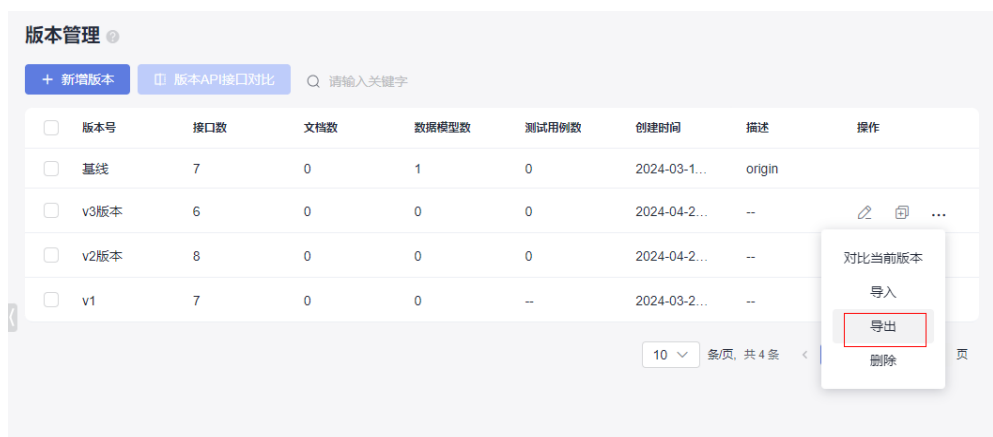 版本管理 ?
+ 新增版本 版本API接口对比 请输入关键字
版本号 接口数 文档数 数据模型数 测试用例数 创建时间 描述 操作
基线 7 0 1 0 2024-03-1... origin
v3版本 6 0 0 0 2024-04-2... -- ...
v2版本 8 0 0 0 2024-04-2... --
v1 7 0 0 -- 2024-03-2... --
对比当前版本
导入
导出
删除
10 条/页, 共 4 条 < 页